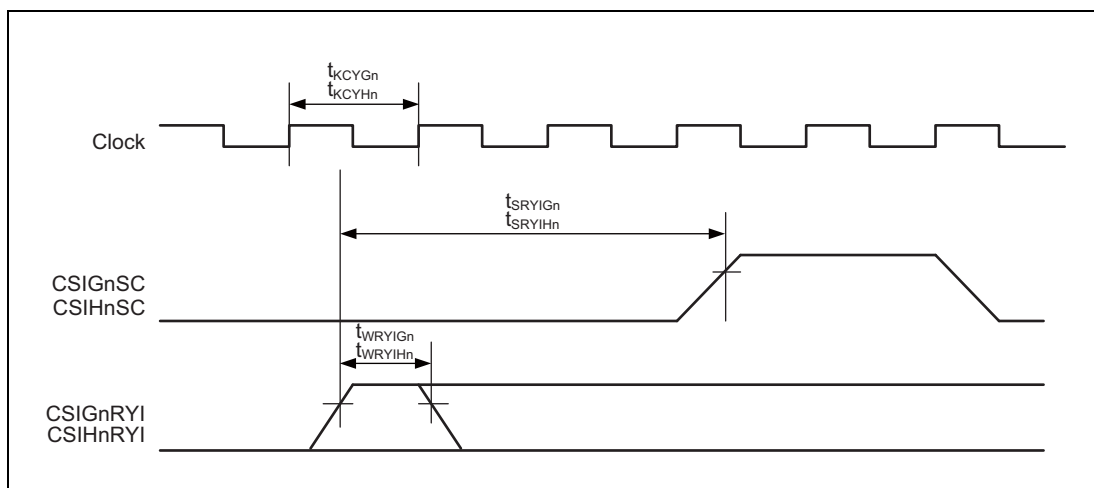 tKCYGn
tKCYHn
Clock
tSRYIGn
tSRYIHn
CSIGnSC
CSIHnSC
tWRYIGn
tWRYIHn
CSIGnRYI
CSIHnRYI